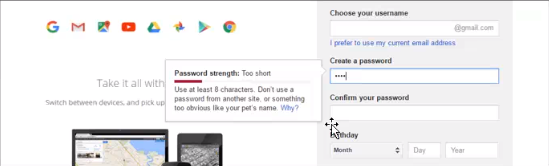 Choose your username
@gmail.com
I prefer to use my current email address
Create a password
Password strength: Too short
Use at least 8 characters. Don't use a
password from another site, or something
too obvious like your pet's name. Why?
Take it all with
Switch between devices, and pick up
Confirm your password
Birthday
Month Day Year